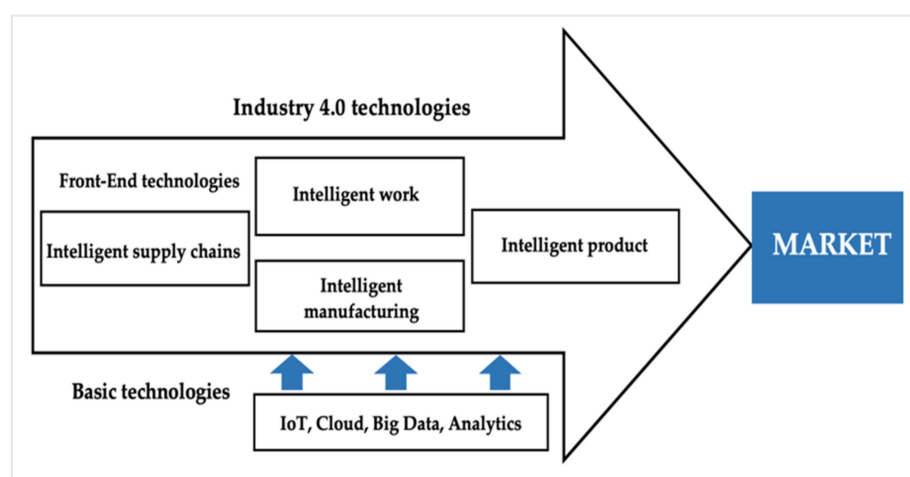 Industry 4.0 technologies
Front-End technologies
Intelligent work
Intelligent supply chains
Intelligent product
Intelligent
manufacturing
MARKET
Basic technologies
IoT, Cloud, Big Data, Analytics